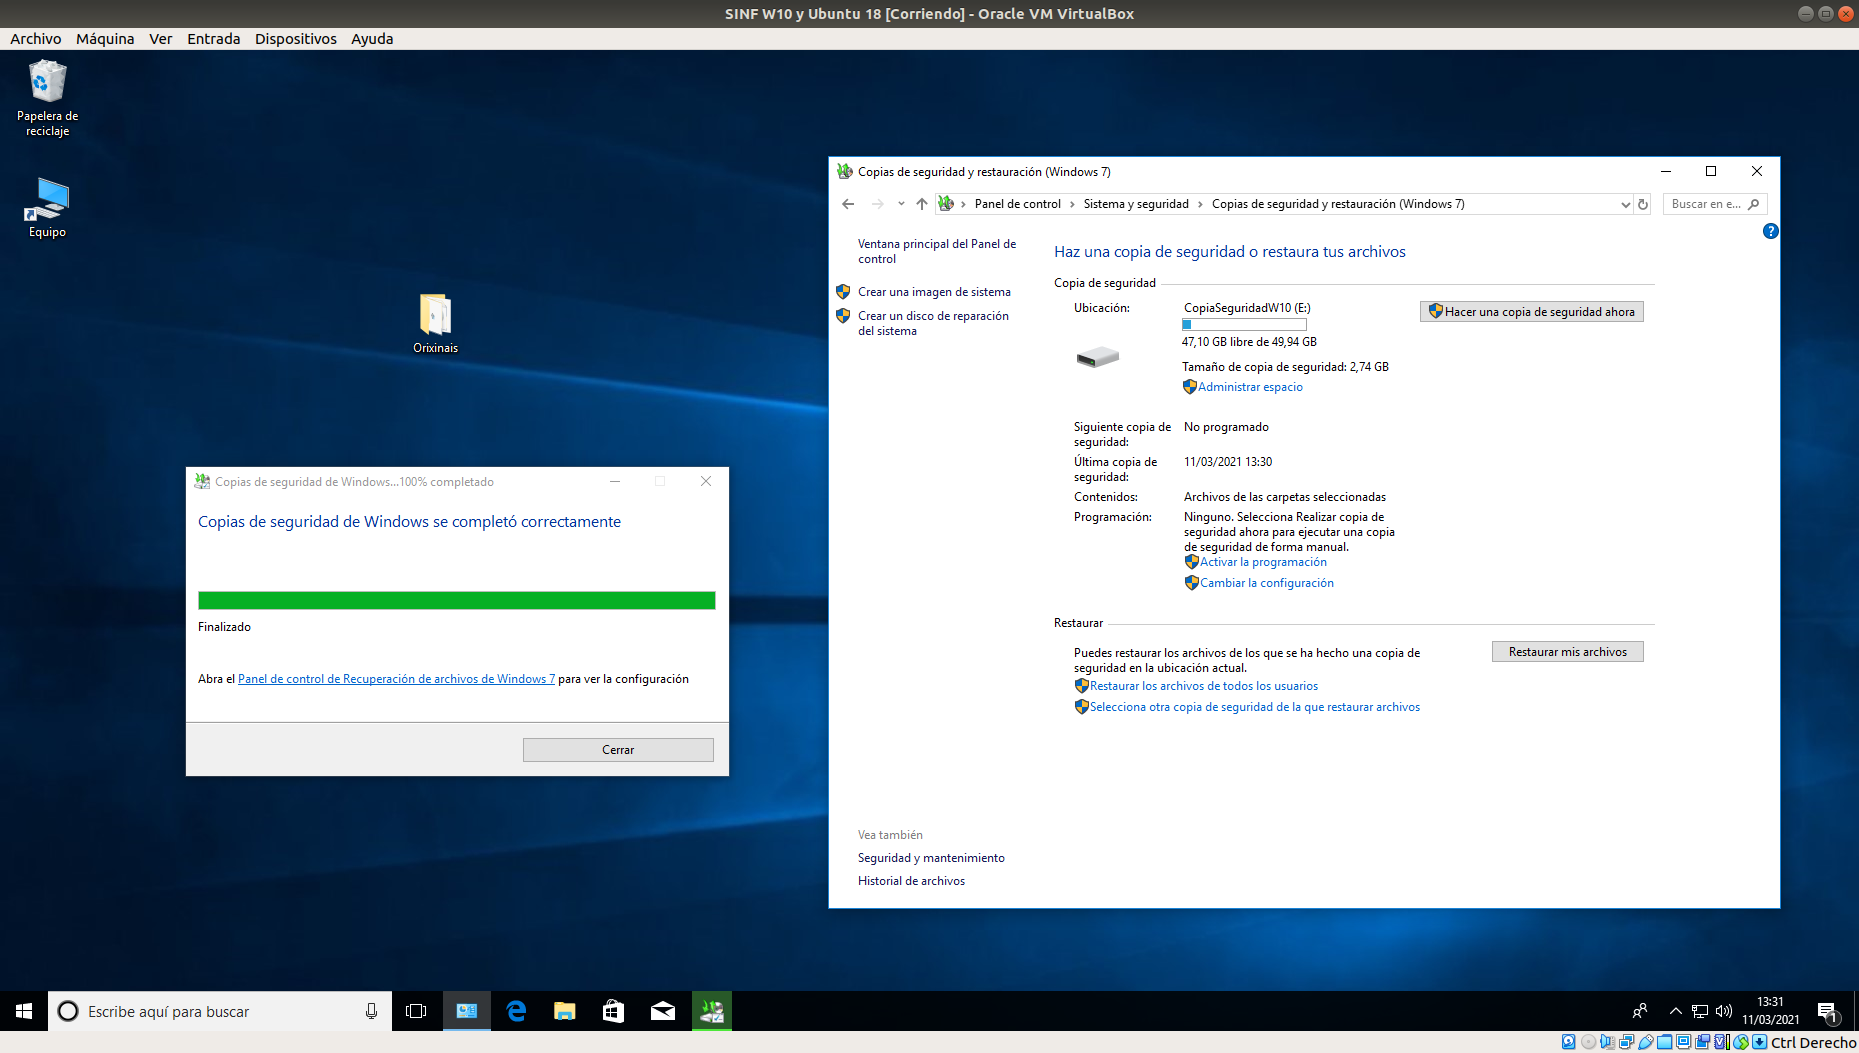 SINF W10 y Ubuntu 18 [Corriendo] - Oracle VM VirtualBox
Archivo Máquina Ver Entrada Dispositivos Ayuda
Papelera de
reciclaje
Equipo
Orixinais
Copias de seguridad de Windows...100% completado
Copias de seguridad de Windows se completó correctamente
Finalizado
Abra el Panel de control de Recuperación de archivos de Windows 7 para ver la configuración
Cerrar
Copias de seguridad y restauración (Windows 7)
Panel de control > Sistema y seguridad > Copias de seguridad y restauración (Windows 7)
Buscar en e...
Ventana principal del Panel de
control
Crear una imagen de sistema
Crear un disco de reparación
del sistema
Haz una copia de seguridad o restaura tus archivos
Copia de seguridad
Ubicación:
CopiaSeguridadW10 (E:)
Hacer una copia de seguridad ahora
47,10 GB libre de 49,94 GB
Tamaño de copia de seguridad: 2,74 GB
Administrar espacio
Siguiente copia de
seguridad:
No programado
Última copia de
seguridad:
11/03/2021 13:30
Contenidos:
Archivos de las carpetas seleccionadas
Programación:
Ninguno. Selecciona Realizar copia de
seguridad ahora para ejecutar una copia
de seguridad de forma manual.
Activar la programación
Cambiar la configuración
Restaurar
Puedes restaurar los archivos de los que se ha hecho una copia de
seguridad en la ubicación actual.
Restaurar mis archivos
Restaurar los archivos de todos los usuarios
Selecciona otra copia de seguridad de la que restaurar archivos
Vea también
Seguridad y mantenimiento
Historial de archivos
Escribe aquí para buscar
13:31
11/03/2021
1
Ctrl Derecho